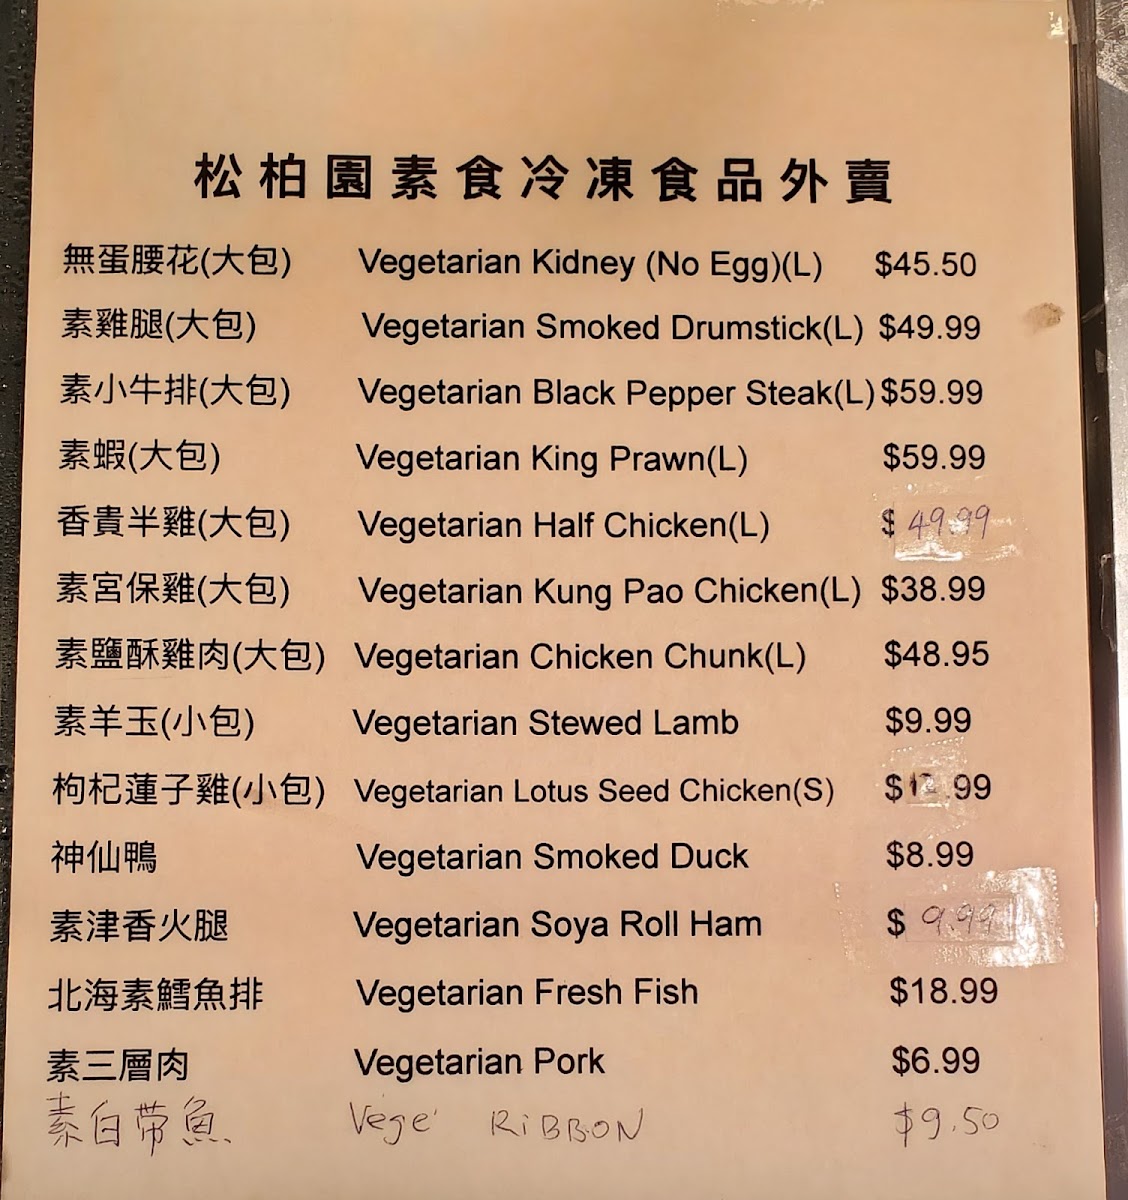 松柏園素食冷凍食品外賣
無蛋腰花(大包) Vegetarian Kidney (No Egg)(L) $45.50
素雞腿(大包) Vegetarian Smoked Drumstick(L) $49.99
素小牛排(大包) Vegetarian Black Pepper Steak(L) $59.99
素蝦(大包) Vegetarian King Prawn(L) $59.99
香貴半雞(大包) Vegetarian Half Chicken(L) $ 49.99
素宮保雞(大包) Vegetarian Kung Pao Chicken(L) $38.99
素鹽酥雞肉(大包) Vegetarian Chicken Chunk(L) $48.95
素羊玉(小包) Vegetarian Stewed Lamb $9.99
枸杞蓮子雞(小包) Vegetarian Lotus Seed Chicken(S)
神仙鴨 Vegetarian Smoked Duck $8.99
素津香火腿 Vegetarian Soya Roll Ham $ 9.99
北海素鱈魚排 Vegetarian Fresh Fish $18.99
素三層肉 Vegetarian Pork $6.99
素白带魚 Vege' RiBBON $9.50